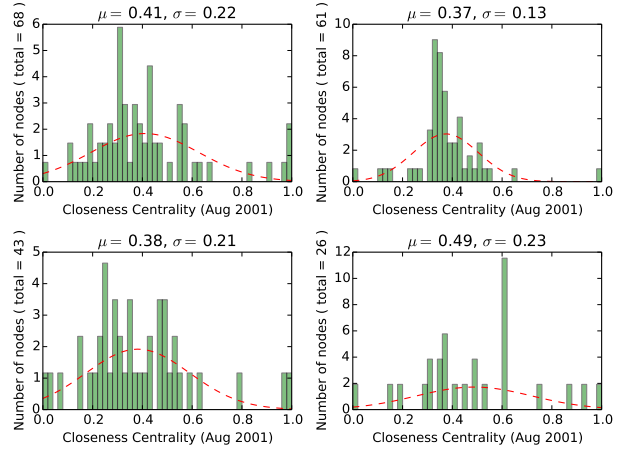 μ = 0.41, σ = 0.22
Number of nodes ( total = 68 )
6
5
4
3
2
1
0
0.0 0.2 0.4 0.6 0.8 1.0
Closeness Centrality (Aug 2001)
μ = 0.37, σ = 0.13
Number of nodes ( total = 61 )
10
8
6
4
2
0
0.0 0.2 0.4 0.6 0.8 1.0
Closeness Centrality (Aug 2001)
μ = 0.38, σ = 0.21
Number of nodes ( total = 43 )
5
4
3
2
1
0
0.0 0.2 0.4 0.6 0.8 1.0
Closeness Centrality (Aug 2001)
μ = 0.49, σ = 0.23
Number of nodes ( total = 26 )
12
10
8
6
4
2
0
0.0 0.2 0.4 0.6 0.8 1.0
Closeness Centrality (Aug 2001)